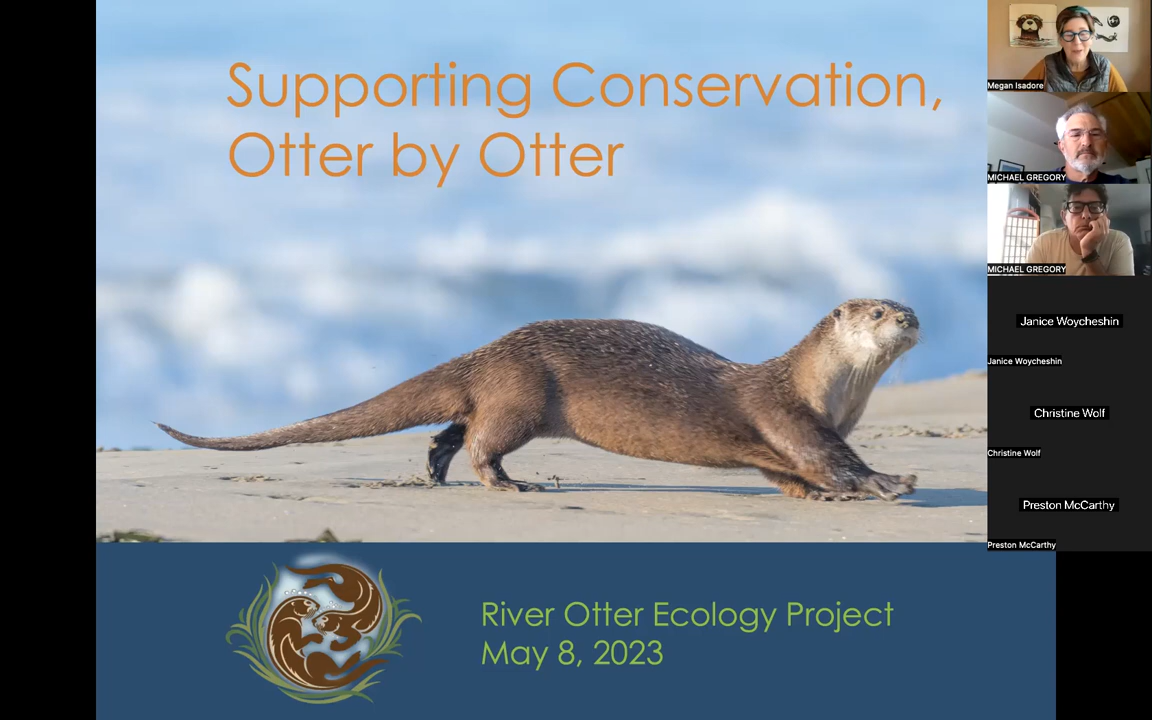 Supporting Conservation,
Otter by Otter
River Otter Ecology Project
May 8, 2023
Megan Isadore
MICHAEL GREGORY
MICHAEL GREGORY
Janice Woycheshin
Janice Woycheshin
Christine Wolf
Christine Wolf
Preston McCarthy
Preston McCarthy